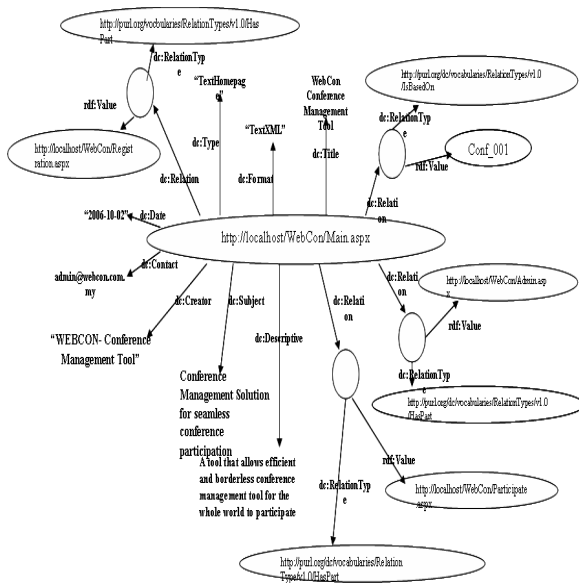 http://purl.org/vocbularies/RelationTypes/v1.0/Has
Part
dc:RelationTyp
e
rdf:Value
http://localhost/WebCon/Regist
ration.aspx
dc:Relation
"TextHomepag
e"
dc:Type
"TextXML"
dc:Format
WebCon
Conference
Management
Tool
dc:Title
http://purl.org/dc/vocabularies/RelationTypes/v1.0
/IsBasedOn
dc:RelationTyp
e
rdf:Value
Conf_001
dc:Relati
on
"2006-10-02"
dc:Date
http://localhost/WebCon/Main.aspx
dc:Contact
admin@webcon.com.
my
dc:Creator
"WEBCON- Conference
Management Tool"
dc:Subject
Conference
Management Solution
for seamless
conference
participation
dc:Descriptive
A tool that allows efficient
and borderless conference
management tool for the
whole world to participate
dc:Relati
on
dc:Relati
on
http://localhost/WebCon/Admin.asp
x
rdf:Value
dc:RelationTyp
e
http://purl.org/dc/vocabularies/RelationTypes/v1.0
/HasPart
rdf:Value
http://localhost/WebCon/Participate
.aspx
dc:RelationTyp
e
http://purl.org/dc/vocabularies/Relation
Type/v1.0/HasPart